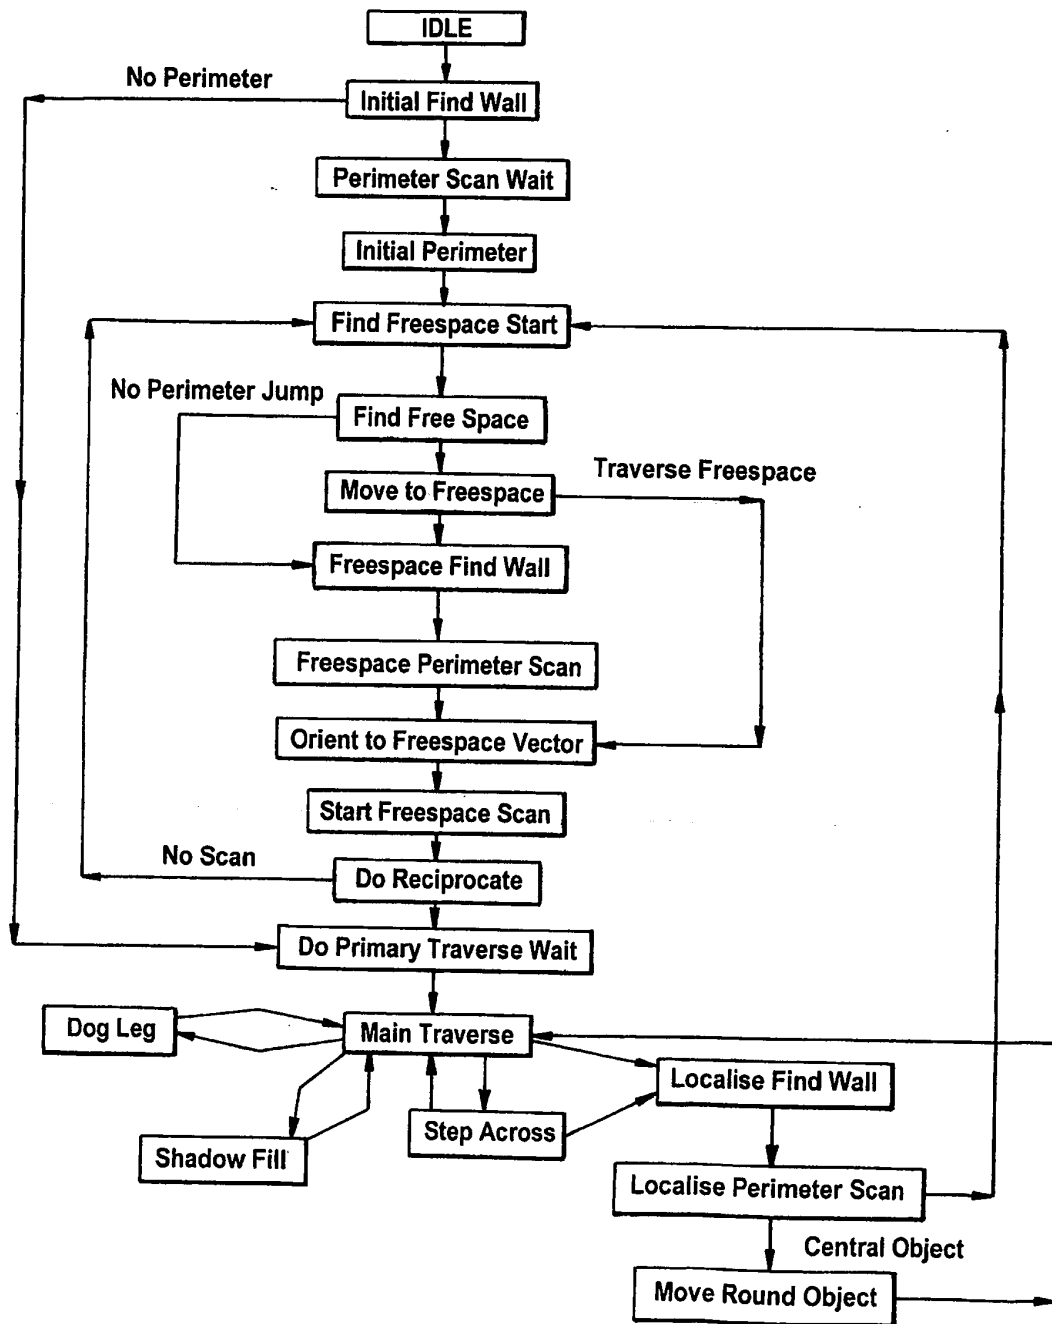 IDLE
No Perimeter
Initial Find Wall
Perimeter Scan Wait
Initial Perimeter
Find Freespace Start
No Perimeter Jump
Find Free Space
Traverse Freespace
Move to Freespace
Freespace Find Wall
Freespace Perimeter Scan
Orient to Freespace Vector
Start Freespace Scan
No Scan
Do Reciprocate
Do Primary Traverse Wait
Dog Leg
Main Traverse
Localise Find Wall
Step Across
Shadow Fill
Localise Perimeter Scan
Central Object
Move Round Object